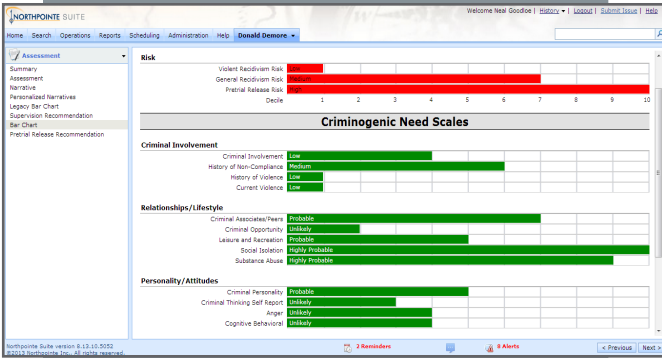 NORTHPOINTE SUITE
Welcome Neal Goodloe | History ▾ | Logout | Submit Issue | Help
Home Search Operations Reports Scheduling Administration Help Donald Demore ▾
Assessment
Summary
Assessment
Narrative
Personalized Narratives
Legacy Bar Chart
Supervision Recommendation
Bar Chart
Pretrial Release Recommendation
Risk
Violent Recidivism Risk Low
General Recidivism Risk Medium
Pretrial Release Risk High
Decile 1 2 3 4 5 6 7 8 9 10
Criminogenic Need Scales
Criminal Involvement
Criminal Involvement Low
History of Non-Compliance Medium
History of Violence Low
Current Violence Low
Relationships/Lifestyle
Criminal Associates/Peers Probable
Criminal Opportunity Unlikely
Leisure and Recreation Probable
Social Isolation Highly Probable
Substance Abuse Highly Probable
Personality/Attitudes
Criminal Personality Probable
Criminal Thinking Self Report Unlikely
Anger Unlikely
Cognitive Behavioral Unlikely
Northpointe Suite version 8.13.10.5052
©2013 Northpointe Inc., All rights reserved.
2 Reminders
8 Alerts
< Previous
Next >